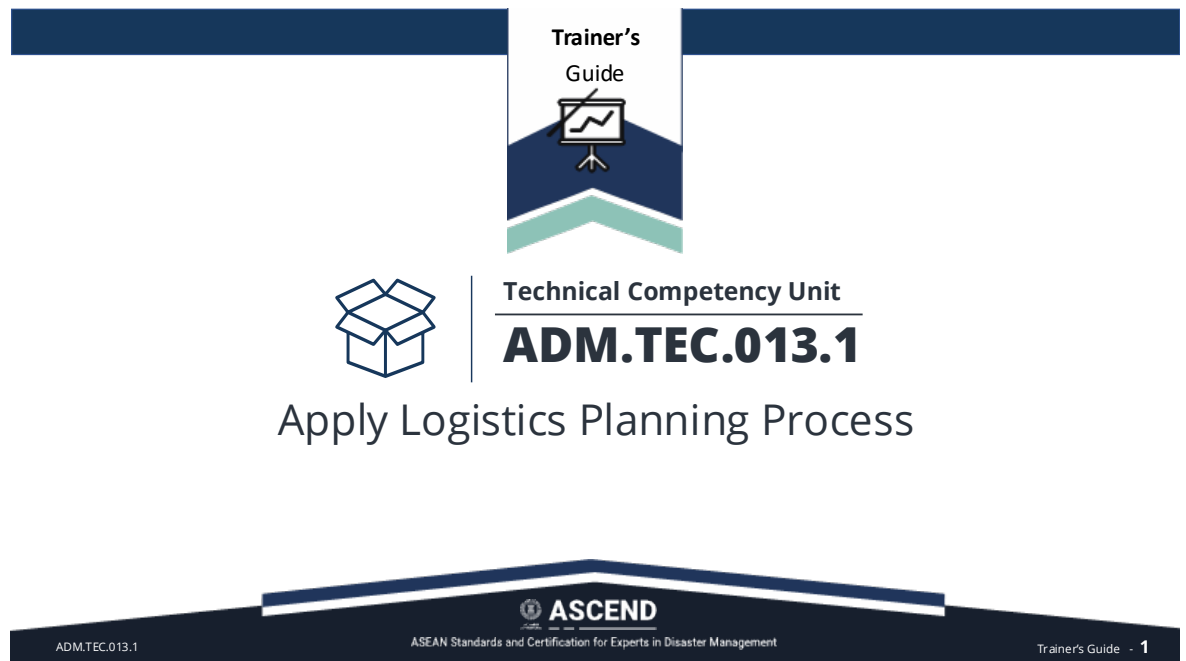 Trainer's
Guide
Technical Competency Unit
ADM.TEC.013.1
Apply Logistics Planning Process
ASCEND
ASEAN Standards and Certification for Experts in Disaster Management
ADM.TEC.013.1
Trainer's Guide - 1